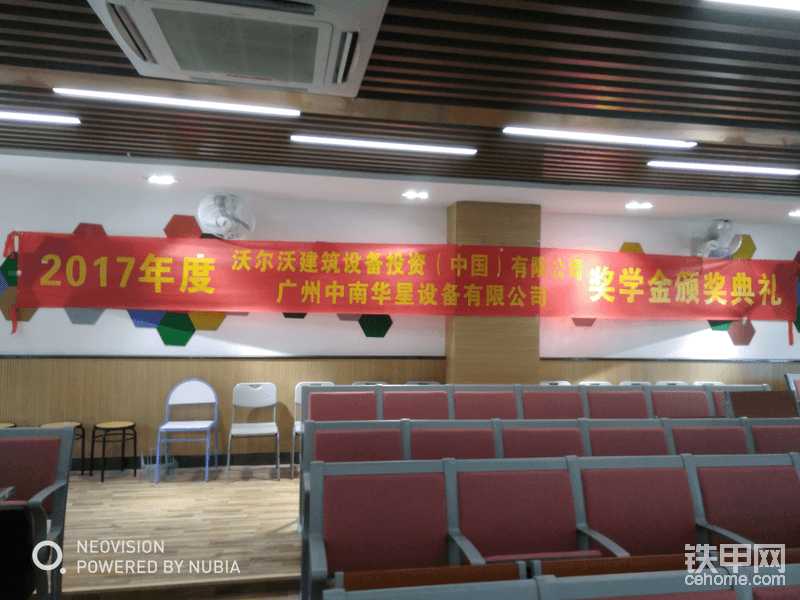 2017年度
沃尔沃建筑设备投资（中国）有限公司
广州中南华星设备有限公司
奖学金颁奖典礼
NEOVISION
POWERED BY NUBIA
铁甲网
cehome.com